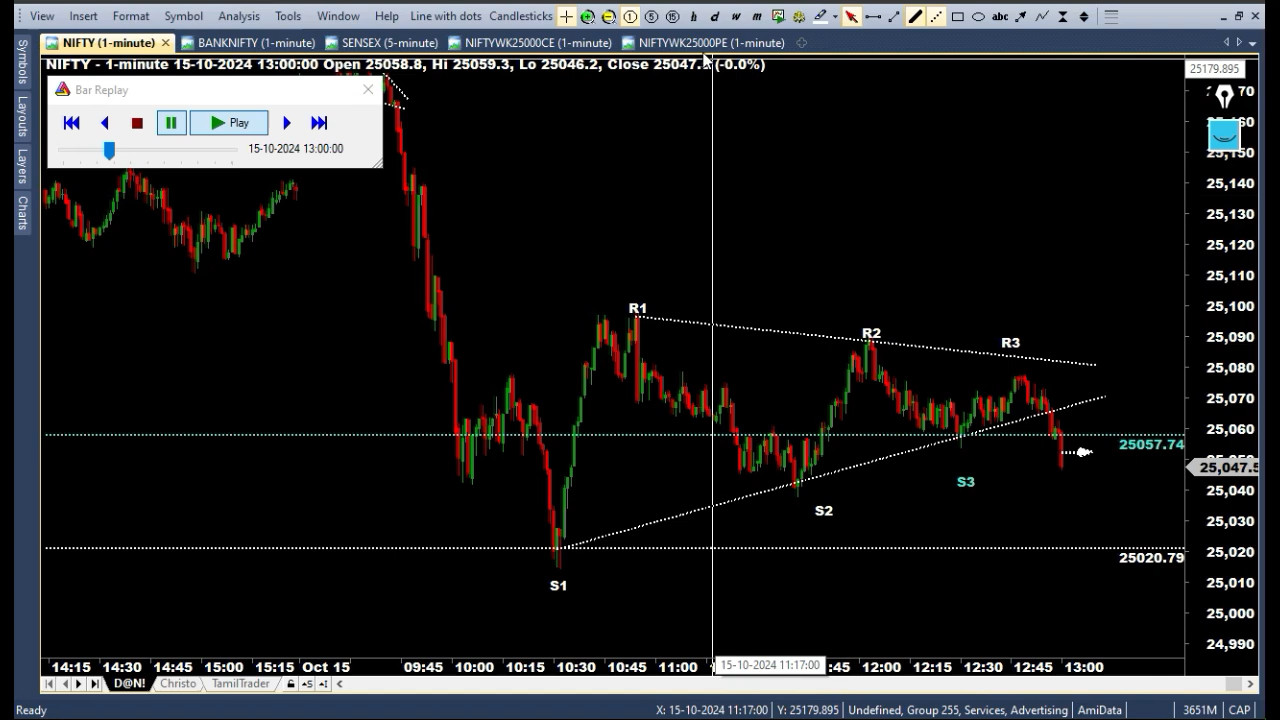 View Insert Format Symbol Analysis Tools Window Help Line with dots Candlesticks 1 5 15 h d w m abc
NIFTY (1-minute) BANKNIFTY (1-minute) SENSEX (5-minute) NIFTYWK25000CE (1-minute) NIFTYWK25000PE (1-minute)
NIFTY - 1-minute 15-10-2024 13:00:00 Open 25058.8, Hi 25059.3, Lo 25046.2, Close 25047. (-0.0%)
25179.895
Bar Replay
Play
15-10-2024 13:00:00
Symbols
Layouts
Layers
Charts
25,140
25,130
25,120
25,110
25,100
25,090
25,080
25,070
25,060
25,040
25,030
25,020
25,010
25,000
24,990
R1
R2
R3
25057.74
25,047.5
S3
S2
25020.79
S1
14:15 14:30 14:45 15:00 15:15 Oct 15 09:45 10:00 10:15 10:30 10:45 11:00 15-10-2024 11:17:00 :45 12:00 12:15 12:30 12:45 13:00
D@N! Christo TamilTrader
Ready X: 15-10-2024 11:17:00 Y: 25179.895 Undefined, Group 255, Services, Advertising AmiData 3651M CAP